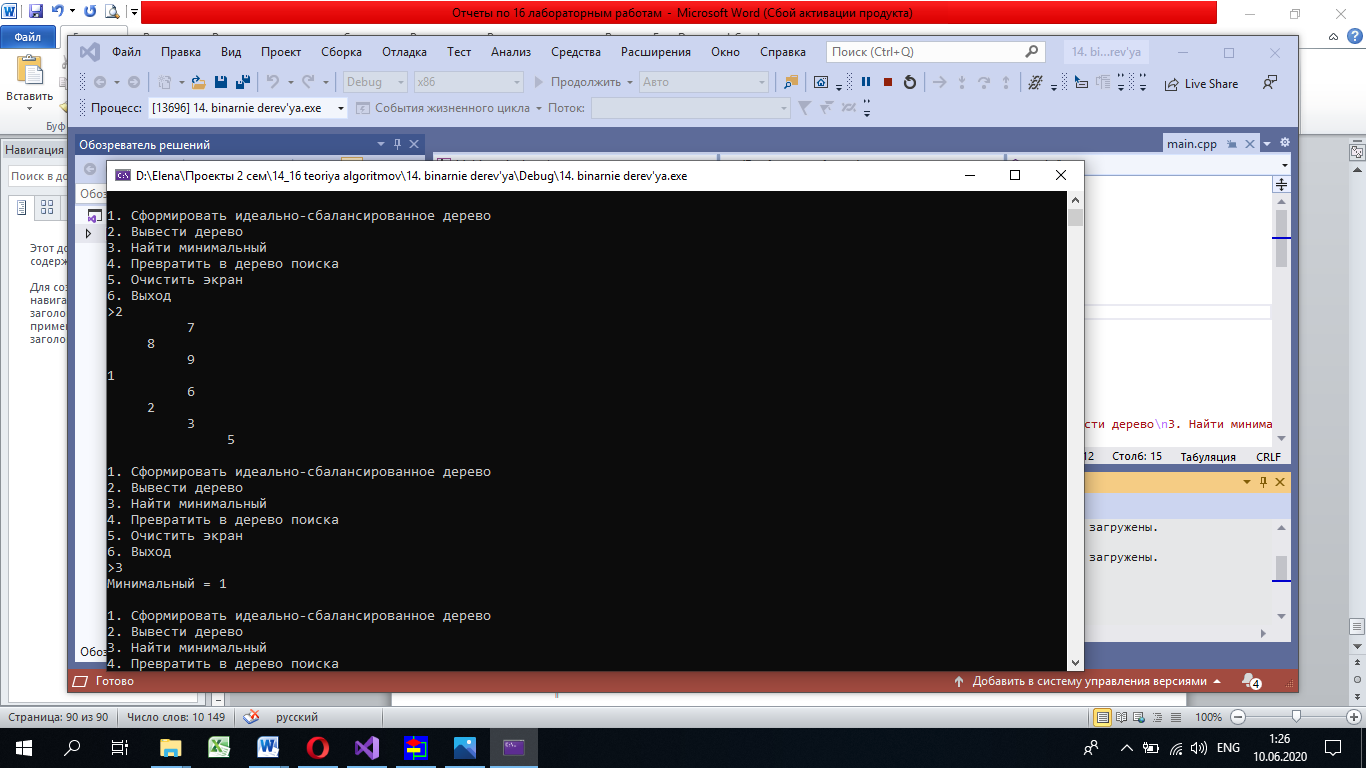 Отчеты по 16 лабораторным работам - Microsoft Word (Сбой активации продукта)
Файл
Файл Правка Вид Проект Сборка Отладка Тест Анализ Средства Расширения Окно Справка Поиск (Ctrl+Q) 14. bi...rev'ya
Вставить
Debug x86 Продолжить Авто Live Share
Процесс: [13696] 14. binarnie derev'ya.exe События жизненного цикла Поток:
Буф
Навигация
Обозреватель решений
main.cpp
Поиск в до
D:\Elena\Проекты 2 сем\14_16 teoriya algoritmov\14. binarnie derev'ya\Debug\14. binarnie derev'ya.exe
Обоз
1. Сформировать идеально-сбалансированное дерево
2. Вывести дерево
3. Найти минимальный
4. Превратить в дерево поиска
5. Очистить экран
6. Выход
>2
7
8
9
1
6
2
3
5
1. Сформировать идеально-сбалансированное дерево
2. Вывести дерево
3. Найти минимальный
4. Превратить в дерево поиска
5. Очистить экран
6. Выход
>3
Минимальный = 1
1. Сформировать идеально-сбалансированное дерево
2. Вывести дерево
3. Найти минимальный
4. Превратить в дерево поиска
Этот до
содерж
Для соз
навига
заголо
приме
заголо
сти дерево\n3. Найти минима
12 Столб: 15 Табуляция CRLF
загружены.
загружены.
Обоз
Готово Добавить в систему управления версиями 4
Страница: 90 из 90 Число слов: 10 149 русский 100%
ENG
1:26
10.06.2020